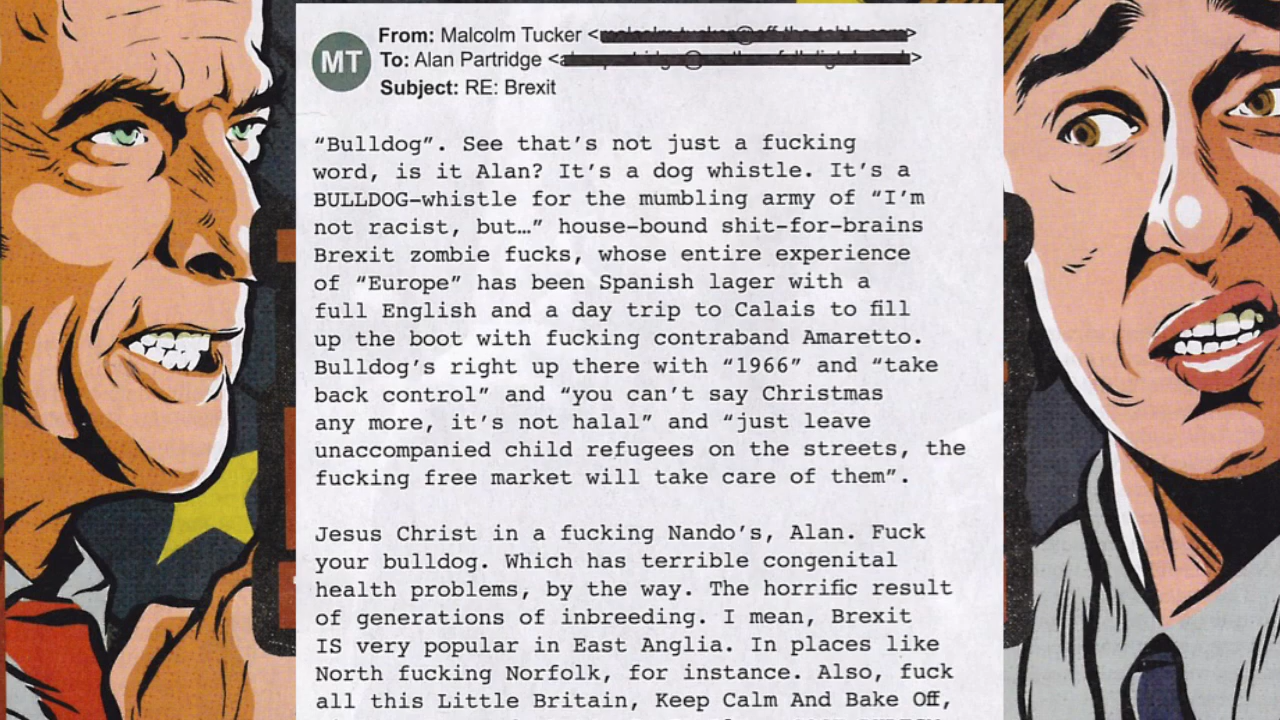 MT
From: Malcolm Tucker <
To: Alan Partridge <
Subject: RE: Brexit
“Bulldog”. See that’s not just a fucking
word, is it Alan? It’s a dog whistle. It’s a
BULLDOG-whistle for the mumbling army of “I’m
not racist, but…” house-bound shit-for-brains
Brexit zombie fucks, whose entire experience
of “Europe” has been Spanish lager with a
full English and a day trip to Calais to fill
up the boot with fucking contraband Amaretto.
Bulldog’s right up there with “1966” and “take
back control” and “you can’t say Christmas
any more, it’s not halal” and “just leave
unaccompanied child refugees on the streets, the
fucking free market will take care of them”.
Jesus Christ in a fucking Nando’s, Alan. Fuck
your bulldog. Which has terrible congenital
health problems, by the way. The horrific result
of generations of inbreeding. I mean, Brexit
IS very popular in East Anglia. In places like
North fucking Norfolk, for instance. Also, fuck
all this Little Britain, Keep Calm And Bake Off,